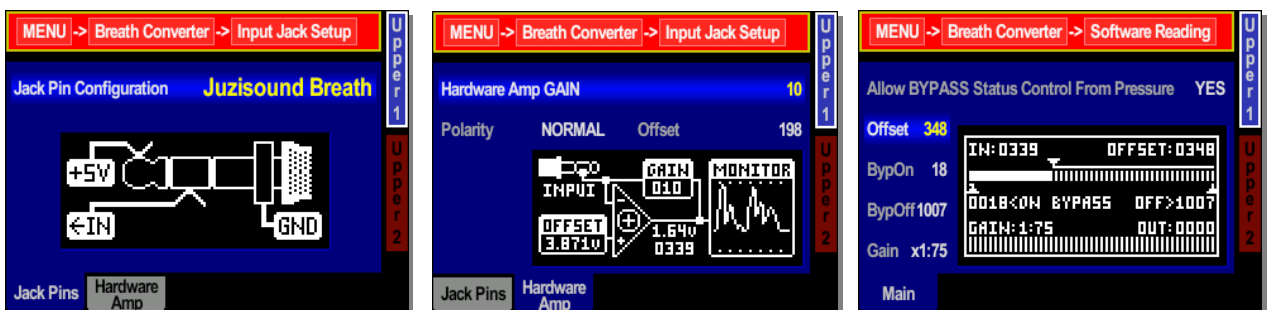 MENU -> Breath Converter -> Input Jack Setup
Upper 1
Upper 2
Jack Pin Configuration Juzisound Breath
+5V
←IN
GND
Jack Pins Hardware Amp
MENU -> Breath Converter -> Input Jack Setup
Upper 1
Upper 2
Hardware Amp GAIN 10
Polarity NORMAL Offset 198
INPUT
GAIN
010
MONITOR
OFFSET
3.871v
1.64v
0339
Jack Pins Hardware Amp
MENU -> Breath Converter -> Software Reading
Upper 1
Upper 2
Allow BYPASS Status Control From Pressure YES
Offset 348
BypOn 18
BypOff 1007
Gain x1:75
IN:0339 OFFSET:0348
0018<ON BYPASS OFF>1007
GAIN:1:75 OUT:0000
Main